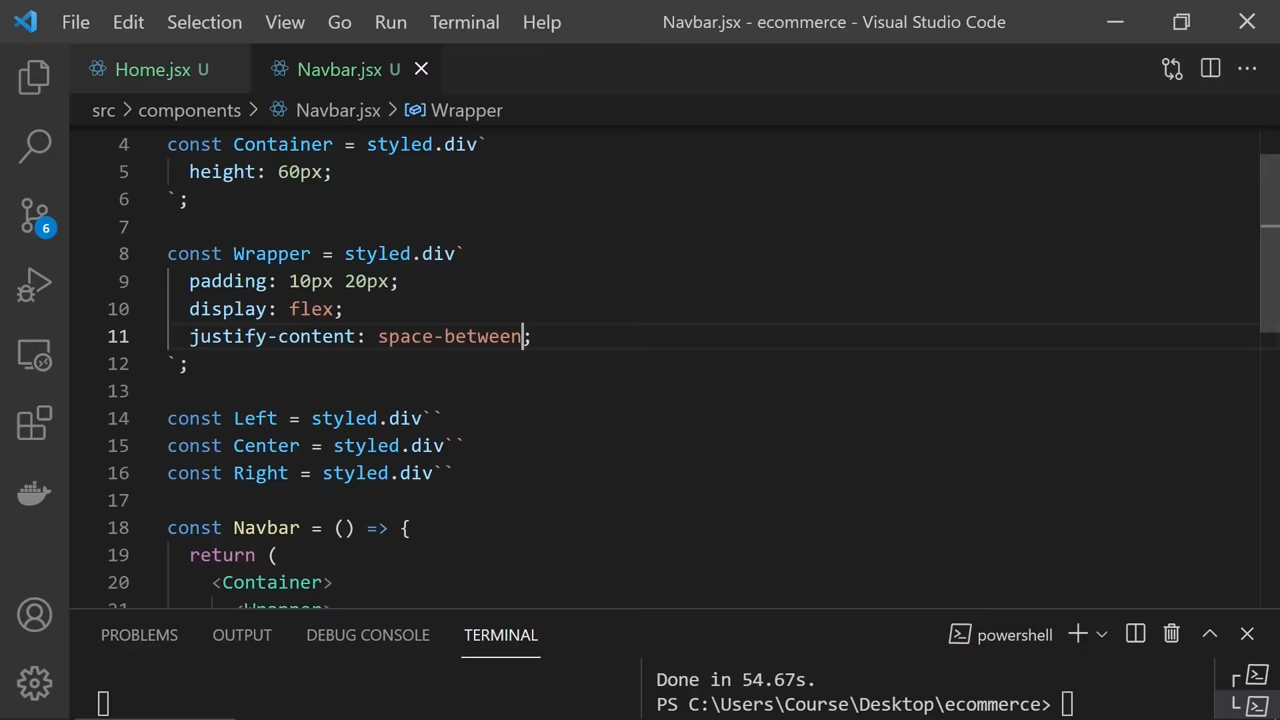 File Edit Selection View Go Run Terminal Help Navbar.jsx - ecommerce - Visual Studio Code
Home.jsx U Navbar.jsx U
src > components > Navbar.jsx > Wrapper
4 const Container = styled.div`
5 height: 60px;
6 `;
7
8 const Wrapper = styled.div`
9 padding: 10px 20px;
10 display: flex;
11 justify-content: space-between;
12 `;
13
14 const Left = styled.div``
15 const Center = styled.div``
16 const Right = styled.div``
17
18 const Navbar = () => {
19 return (
20 <Container>
21 <Wrapper>
6
PROBLEMS OUTPUT DEBUG CONSOLE TERMINAL powershell
Done in 54.67s.
PS C:\Users\Course\Desktop\ecommerce>